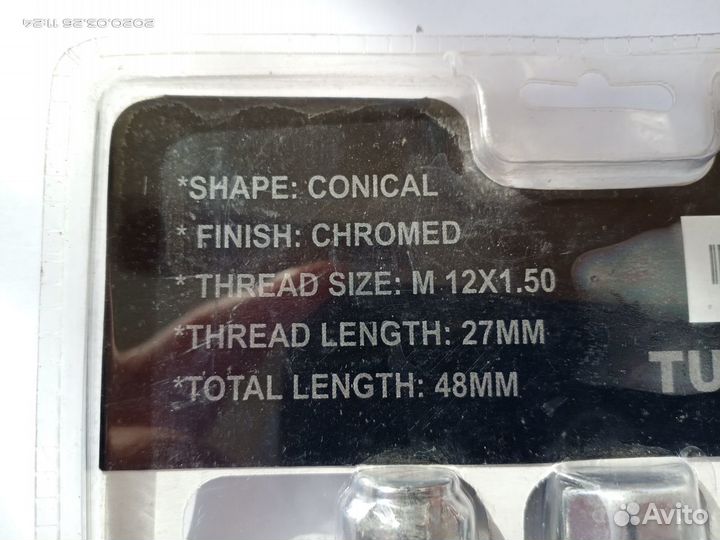 2020.03.26 11:24
*SHAPE: CONICAL
* FINISH: CHROMED
* THREAD SIZE: M 12X1.50
*THREAD LENGTH: 27MM
TU
*TOTAL LENGTH: 48MM
Avito